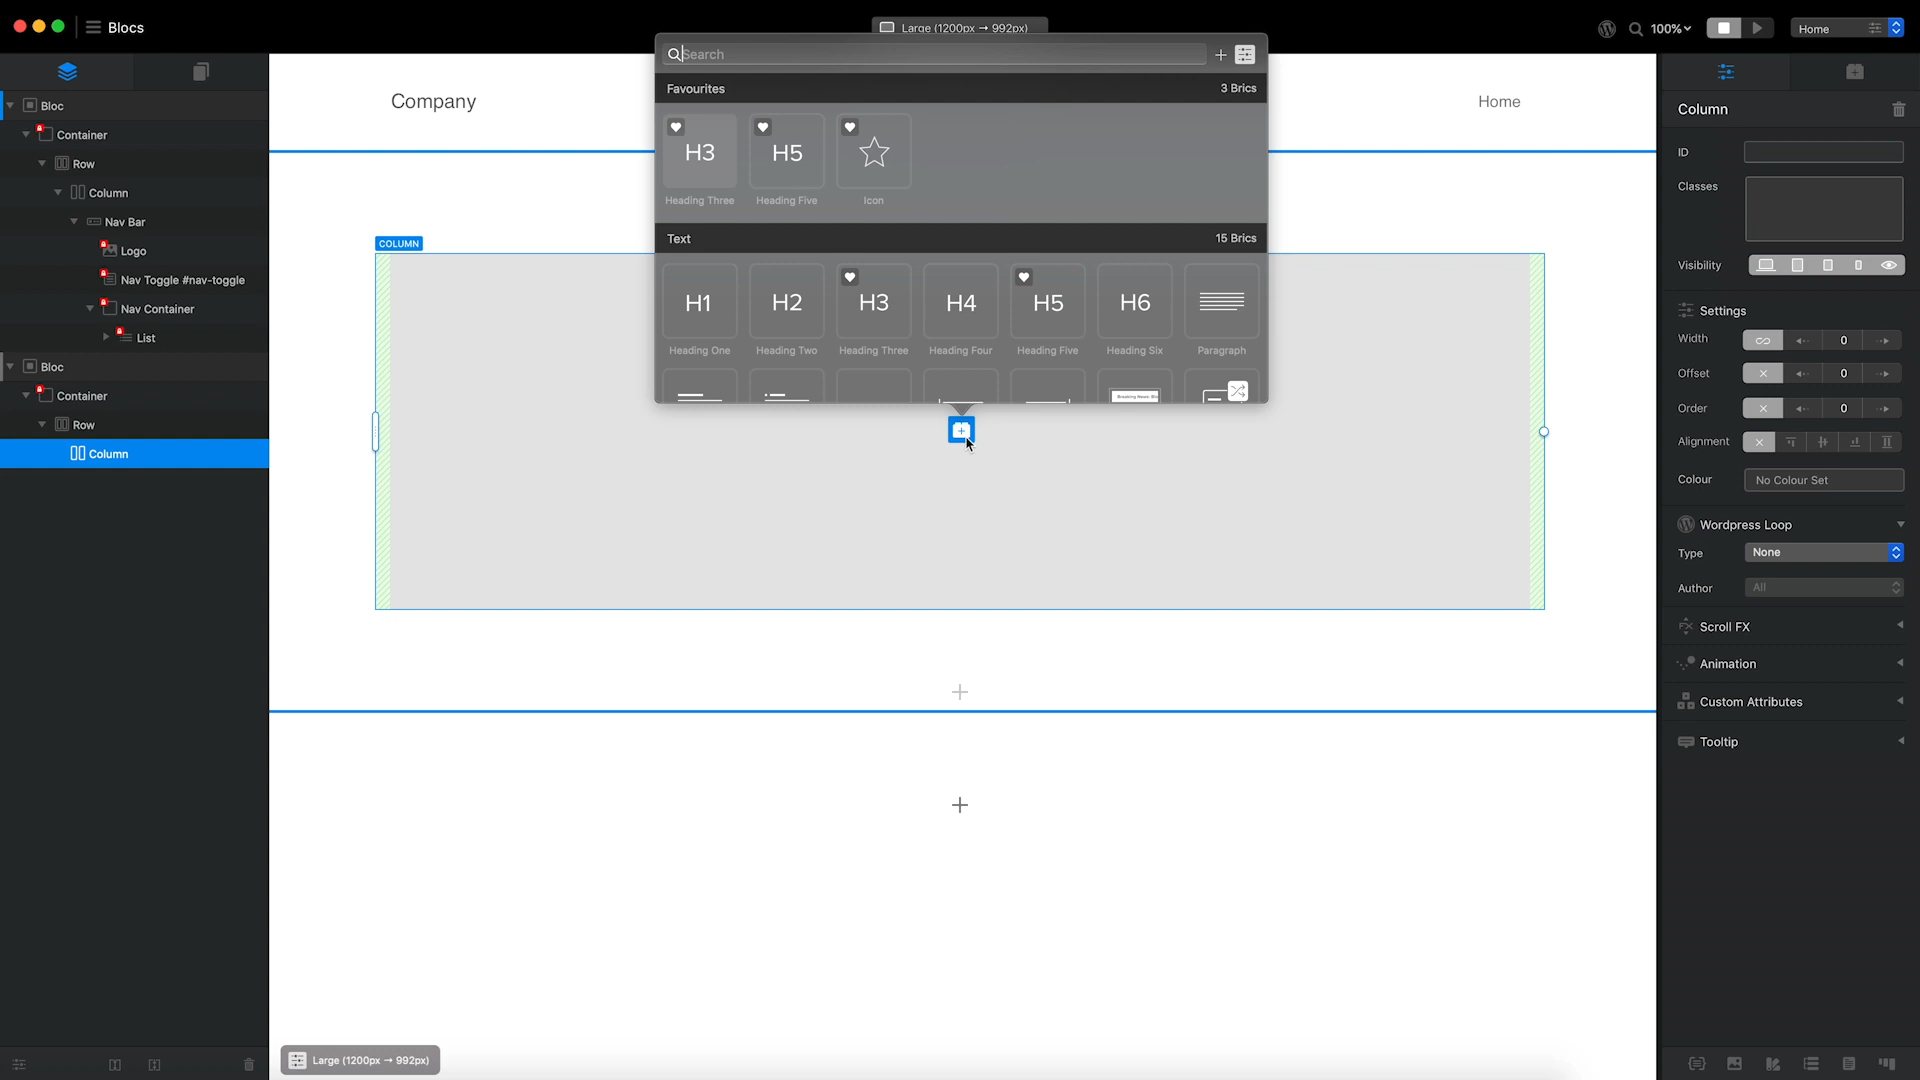 Blocs
Large (1200px → 992px)
100%
Home
Search
Favourites
3 Brics
H3
H5
Heading Three
Heading Five
Icon
Text
15 Brics
H1
H2
H3
H4
H5
H6
Heading One
Heading Two
Heading Three
Heading Four
Heading Five
Heading Six
Paragraph
Bloc
Container
Row
Column
Nav Bar
Logo
Nav Toggle #nav-toggle
Nav Container
List
Bloc
Container
Row
Column
Company
Home
COLUMN
Large (1200px → 992px)
Column
ID
Classes
Visibility
Settings
Width
0
Offset
0
Order
0
Alignment
Colour
No Colour Set
Wordpress Loop
Type
None
Author
All
Scroll FX
Animation
Custom Attributes
Tooltip